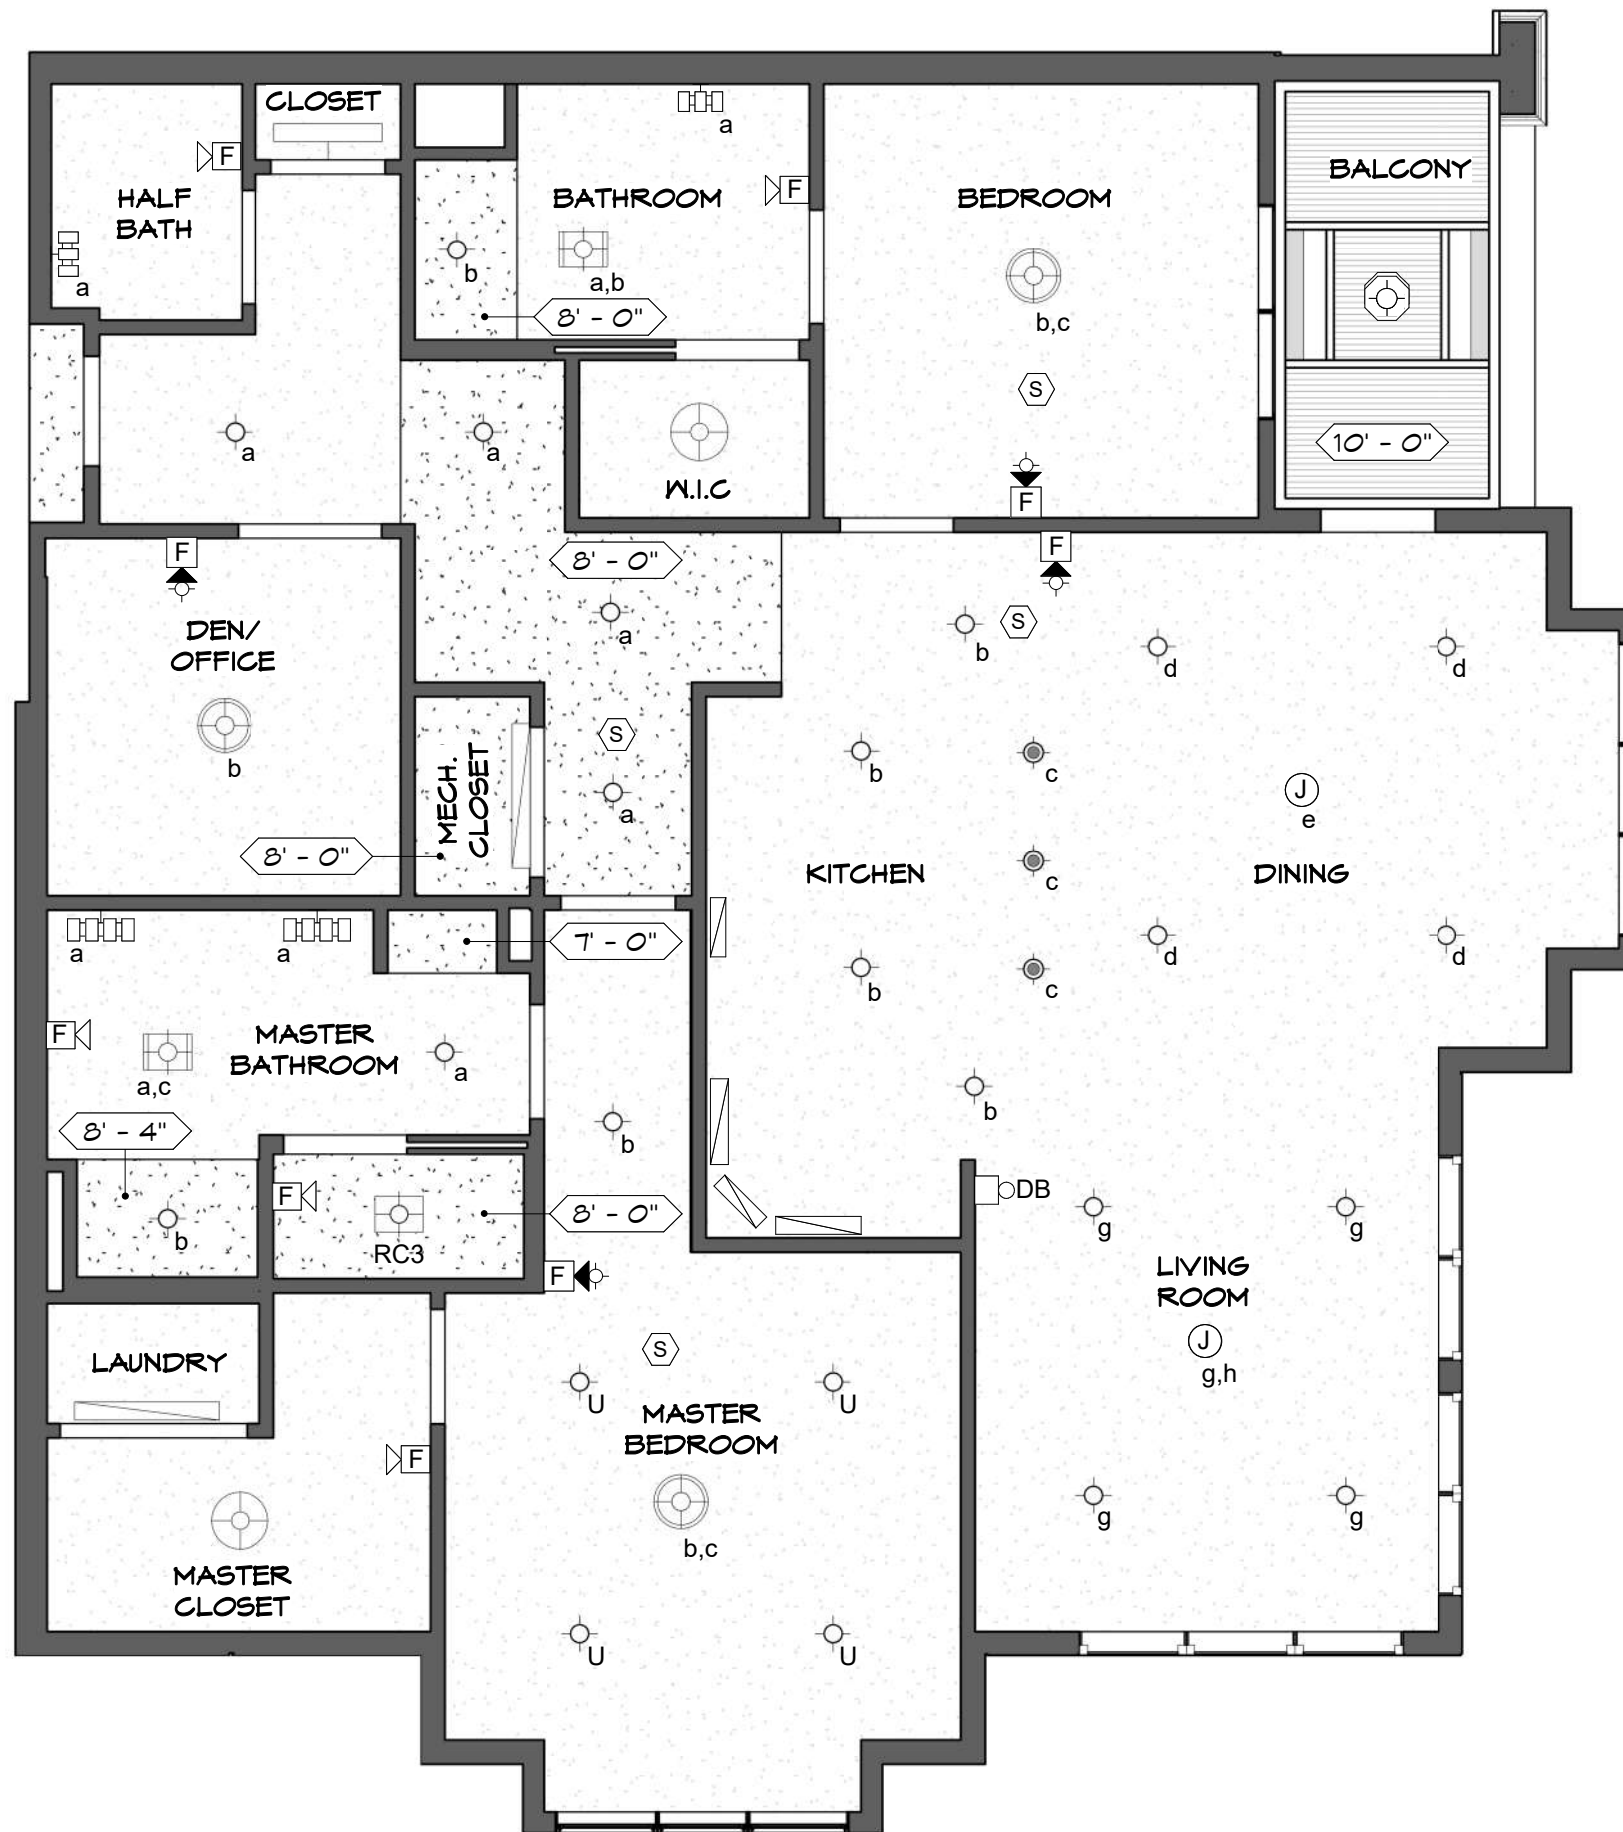 CLOSET
a
F
F
HALF
BATH
BATHROOM
BEDROOM
BALCONY
b
a
a,b
8' - 0"
b,c
S
10' - 0"
a
a
W.I.C
F
F
F
8' - 0"
DEN/
OFFICE
a
b
S
d
d
b
S
MECH.
CLOSET
a
b
c
J
e
8' - 0"
c
KITCHEN
DINING
a
a
7' - 0"
b
c
d
d
F
MASTER
BATHROOM
a
a,c
8' - 4"
b
b
F
b
RC3
8' - 0"
DB
g
g
F
LIVING
ROOM
S
J
g,h
LAUNDRY
U
U
MASTER
BEDROOM
F
b,c
g
g
MASTER
CLOSET
U
U